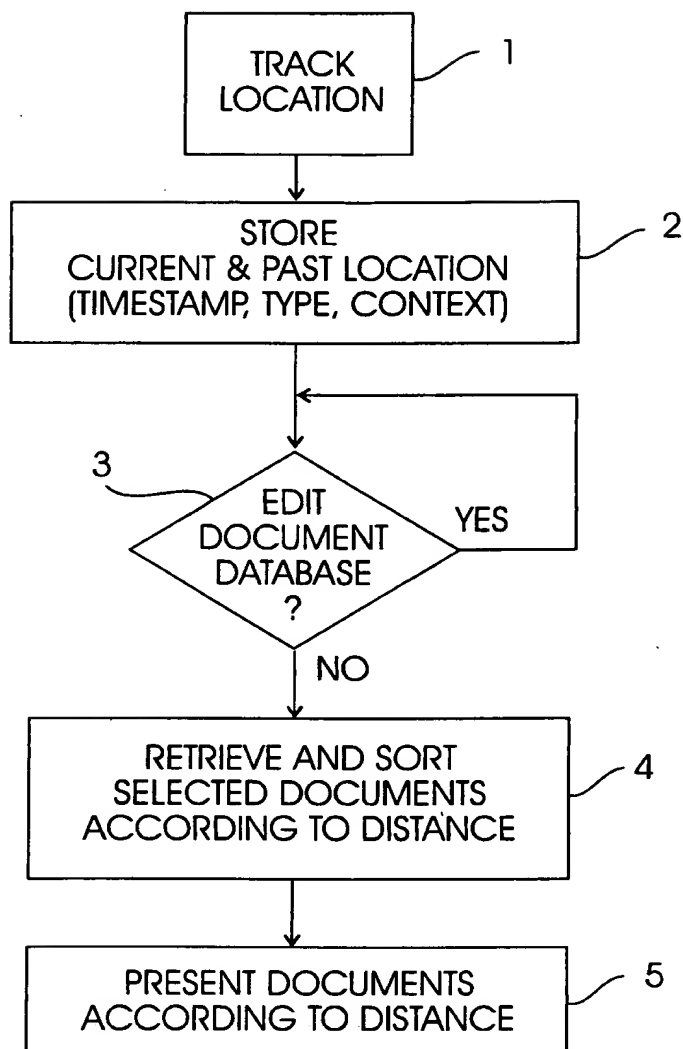 TRACK
LOCATION
1
STORE
CURRENT & PAST LOCATION
(TIMESTAMP, TYPE, CONTEXT)
2
3
EDIT
DOCUMENT
DATABASE
?
YES
NO
RETRIEVE AND SORT
SELECTED DOCUMENTS
ACCORDING TO DISTANCE
4
PRESENT DOCUMENTS
ACCORDING TO DISTANCE
5